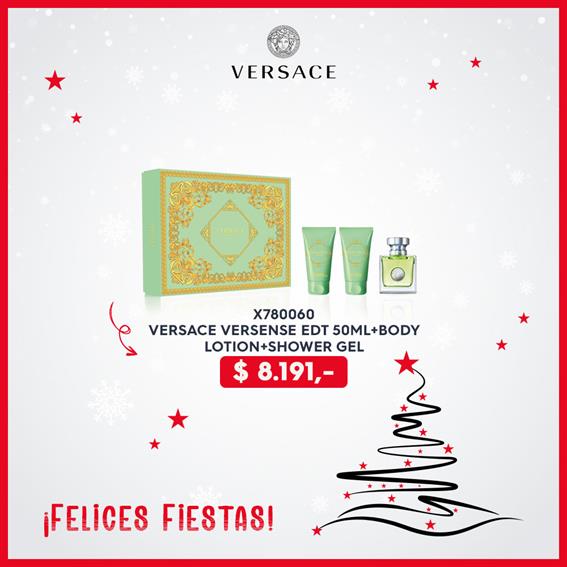 VERSACE
X780060
VERSACE VERSENSE EDT 50ML+BODY
LOTION+SHOWER GEL
$ 8.191,-
¡FELICES FIESTAS!